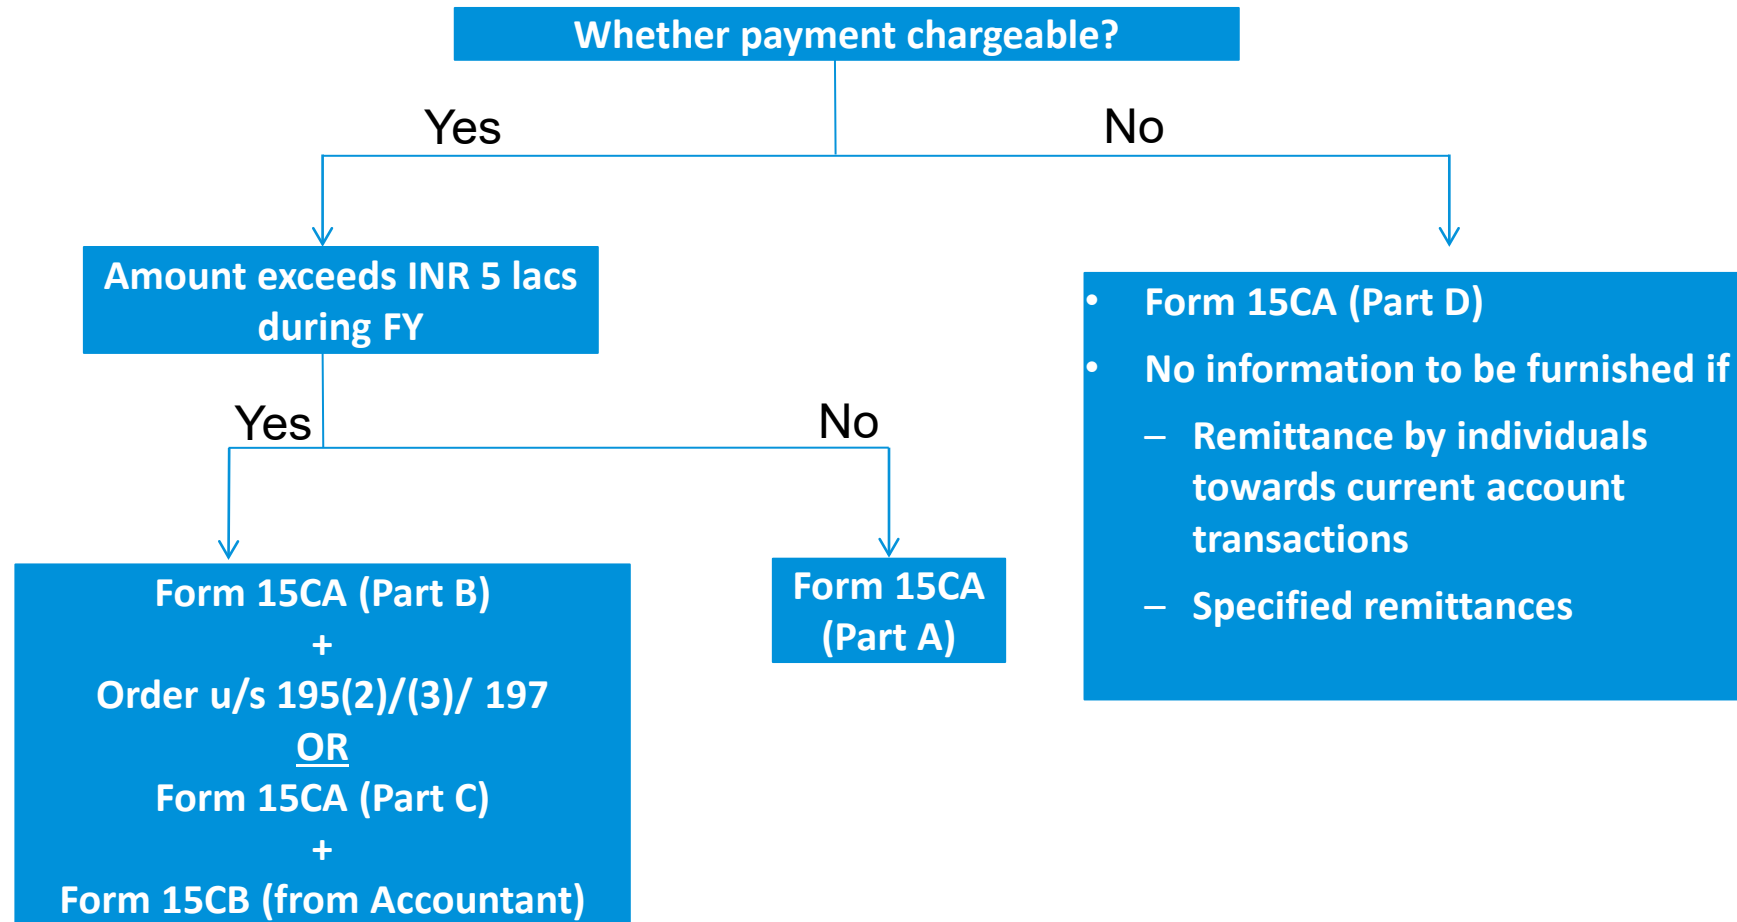 Whether payment chargeable?
Yes
No
Amount exceeds INR 5 lacs
during FY
• Form 15CA (Part D)
• No information to be furnished if
– Remittance by individuals
towards current account
transactions
– Specified remittances
Yes
No
Form 15CA (Part B)
+
Order u/s 195(2)/(3)/ 197
OR
Form 15CA (Part C)
+
Form 15CB (from Accountant)
Form 15CA
(Part A)